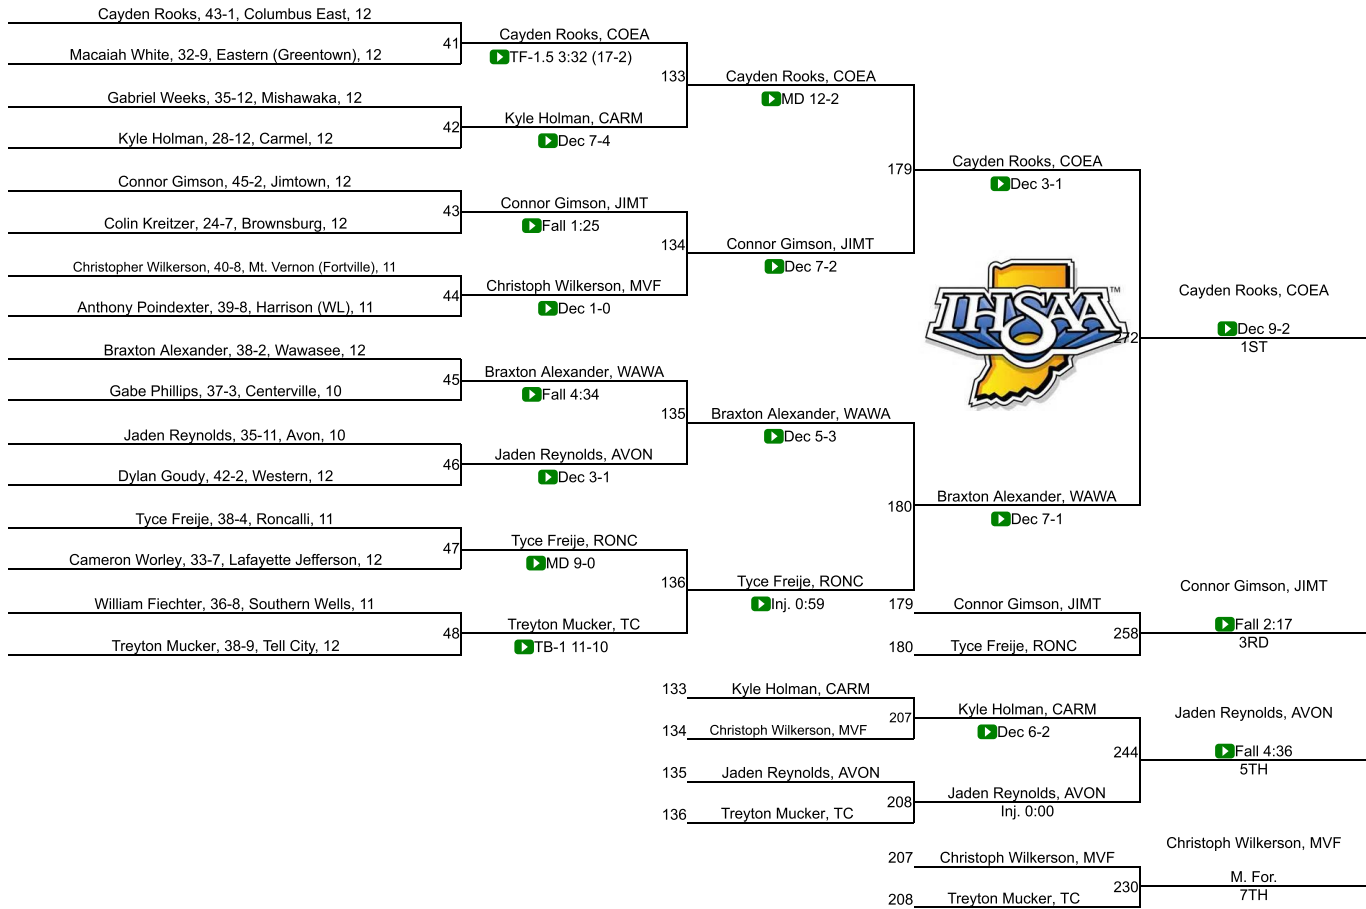 Cayden Rooks, 43-1, Columbus East, 12
41
Macaiah White, 32-9, Eastern (Greentown), 12
Cayden Rooks, COEA
TF-1.5 3:32 (17-2)
133
Gabriel Weeks, 35-12, Mishawaka, 12
42
Kyle Holman, 28-12, Carmel, 12
Kyle Holman, CARM
Dec 7-4
Cayden Rooks, COEA
MD 12-2
179
Connor Gimson, 45-2, Jimtown, 12
43
Colin Kreitzer, 24-7, Brownsburg, 12
Connor Gimson, JIMT
Fall 1:25
134
Christopher Wilkerson, 40-8, Mt. Vernon (Fortville), 11
44
Anthony Poindexter, 39-8, Harrison (WL), 11
Christoph Wilkerson, MVF
Dec 1-0
Connor Gimson, JIMT
Dec 7-2
Cayden Rooks, COEA
Dec 3-1
IHSAA™
272
Cayden Rooks, COEA
Dec 9-2
1ST
Braxton Alexander, 38-2, Wawasee, 12
45
Gabe Phillips, 37-3, Centerville, 10
Braxton Alexander, WAWA
Fall 4:34
135
Jaden Reynolds, 35-11, Avon, 10
46
Dylan Goudy, 42-2, Western, 12
Jaden Reynolds, AVON
Dec 3-1
Braxton Alexander, WAWA
Dec 5-3
180
Braxton Alexander, WAWA
Dec 7-1
Tyce Freije, 38-4, Roncalli, 11
47
Cameron Worley, 33-7, Lafayette Jefferson, 12
Tyce Freije, RONC
MD 9-0
136
William Fiechter, 36-8, Southern Wells, 11
48
Treyton Mucker, 38-9, Tell City, 12
Treyton Mucker, TC
TB-1 11-10
Tyce Freije, RONC
Inj. 0:59
179
Connor Gimson, JIMT
258
180
Tyce Freije, RONC
Connor Gimson, JIMT
Fall 2:17
3RD
133
Kyle Holman, CARM
207
134
Christoph Wilkerson, MVF
Kyle Holman, CARM
Dec 6-2
244
135
Jaden Reynolds, AVON
208
136
Treyton Mucker, TC
Jaden Reynolds, AVON
Inj. 0:00
Jaden Reynolds, AVON
Fall 4:36
5TH
207
Christoph Wilkerson, MVF
230
208
Treyton Mucker, TC
Christoph Wilkerson, MVF
M. For.
7TH